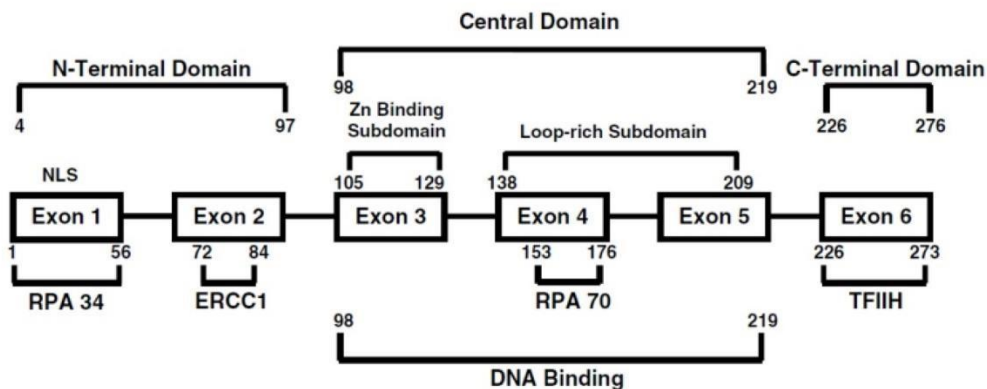 Central Domain
N-Terminal Domain
98 219
C-Terminal Domain
4 97
Zn Binding
Subdomain
Loop-rich Subdomain
226 276
NLS
105 129 138 209
Exon 1 Exon 2 Exon 3 Exon 4 Exon 5 Exon 6
1 56 72 84 153 176 226 273
RPA 34 ERCC1 RPA 70 TFIIH
98 219
DNA Binding